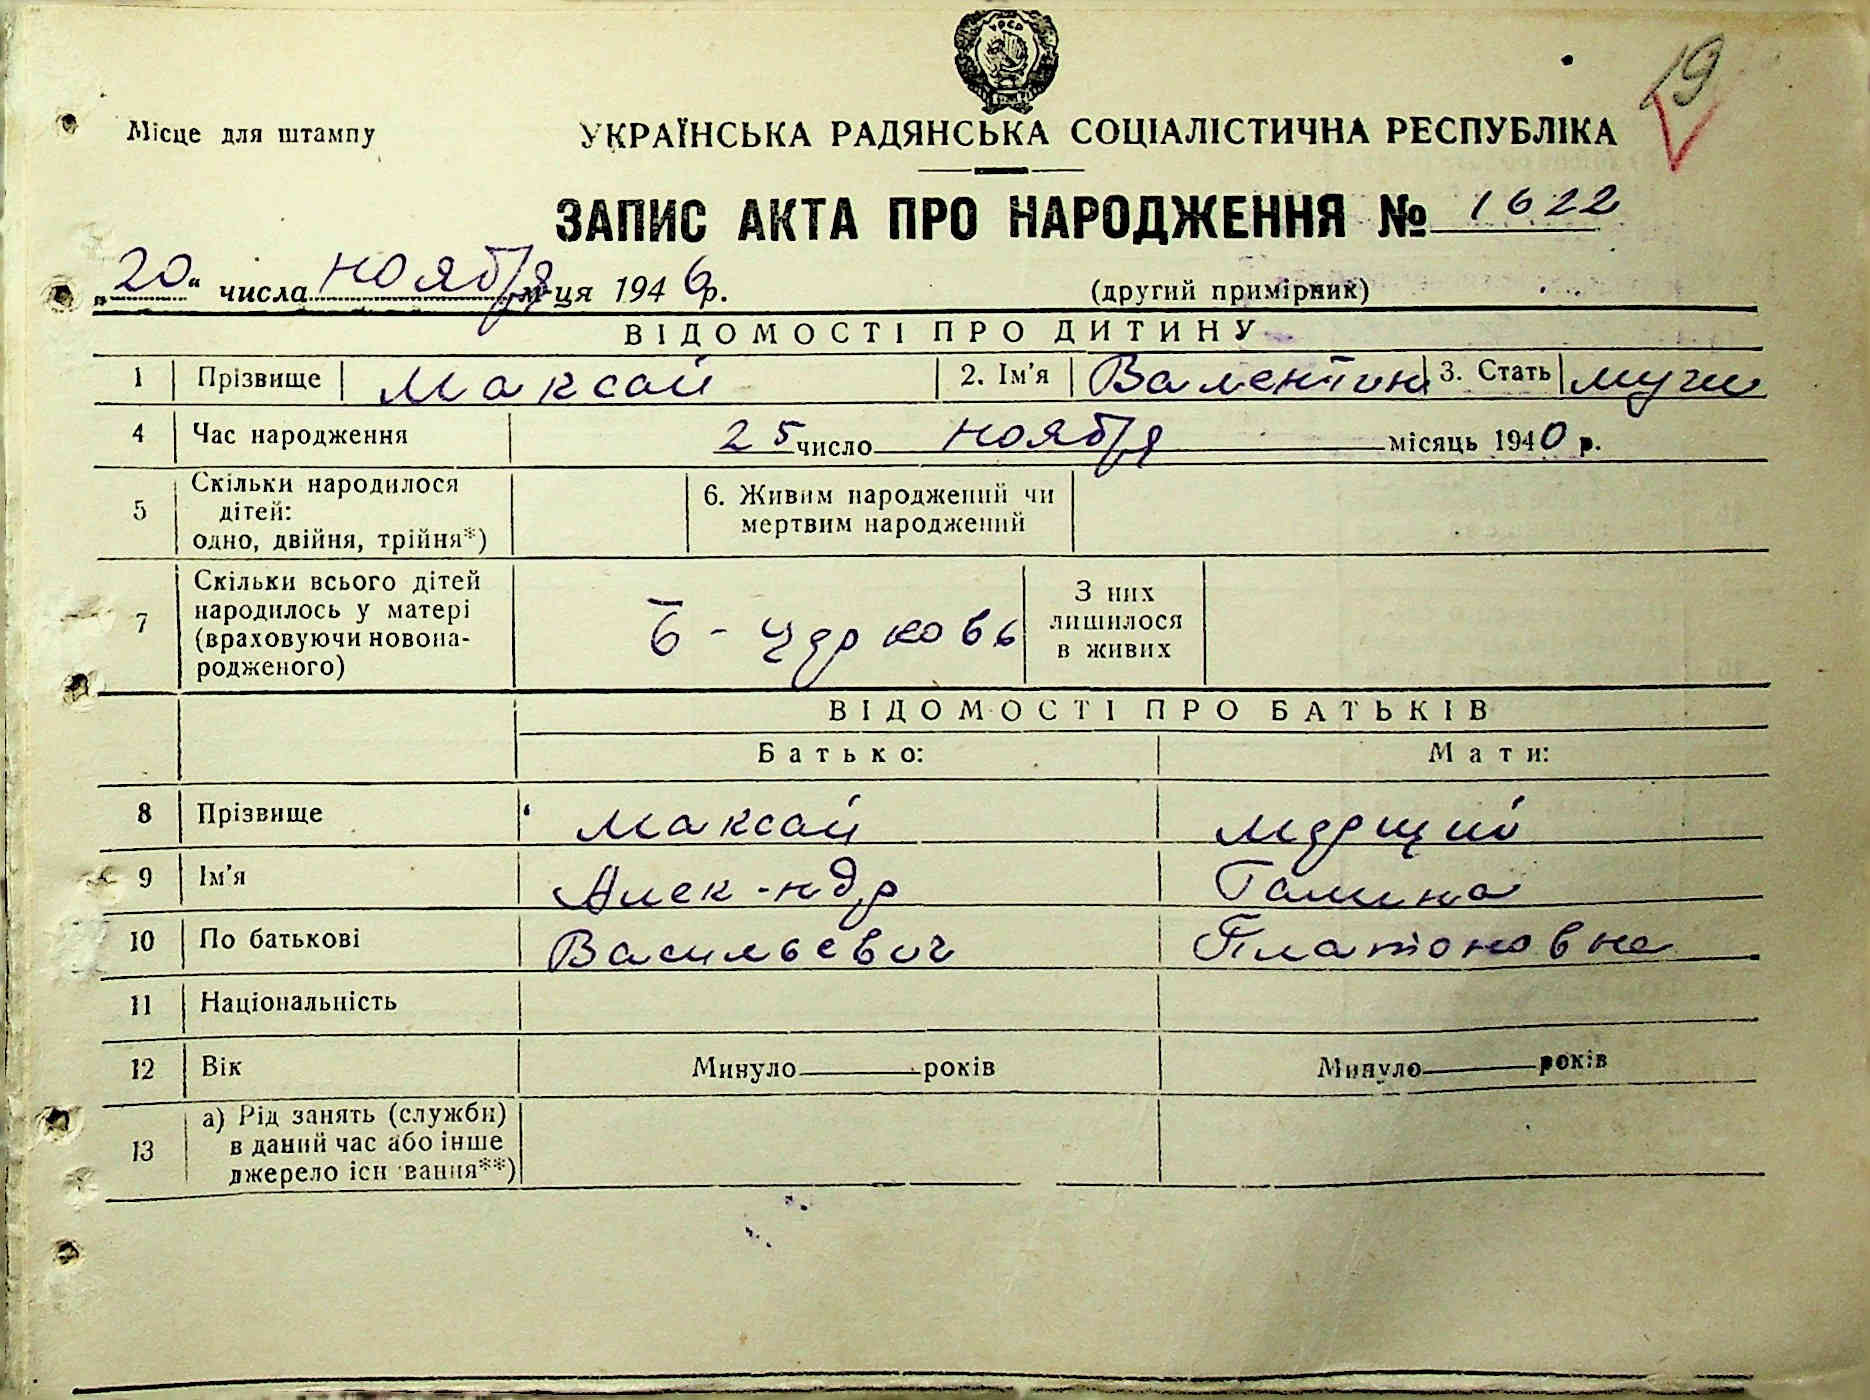 УРСР
19
Місце для штампу
УКРАЇНСЬКА РАДЯНСЬКА СОЦІАЛІСТИЧНА РЕСПУБЛІКА
ЗАПИС АКТА ПРО НАРОДЖЕННЯ № 1622
„20“ числа ноября м-ця 1946 р.
(другий примірник)
ВІДОМОСТІ ПРО ДИТИНУ
1 Прізвище Максай 2. Ім'я Валентин 3. Стать муж
4 Час народження 25 число ноября місяць 1940 р.
5 Скільки народилося дітей: одно, двійня, трійня*) 6. Живим народжений чи мертвим народжений
7 Скільки всього дітей народилось у матері (враховуючи новонародженого) З них лишилося в живих
ВІДОМОСТІ ПРО БАТЬКІВ
Батько: Мати:
8 Прізвище Максай
9 Ім'я Алек-ндр Галина
10 По батькові Васильевич Платоновна
11 Національність
12 Вік Минуло років Минуло років
13 а) Рід занять (служби) в даний час або інше джерело існування**)